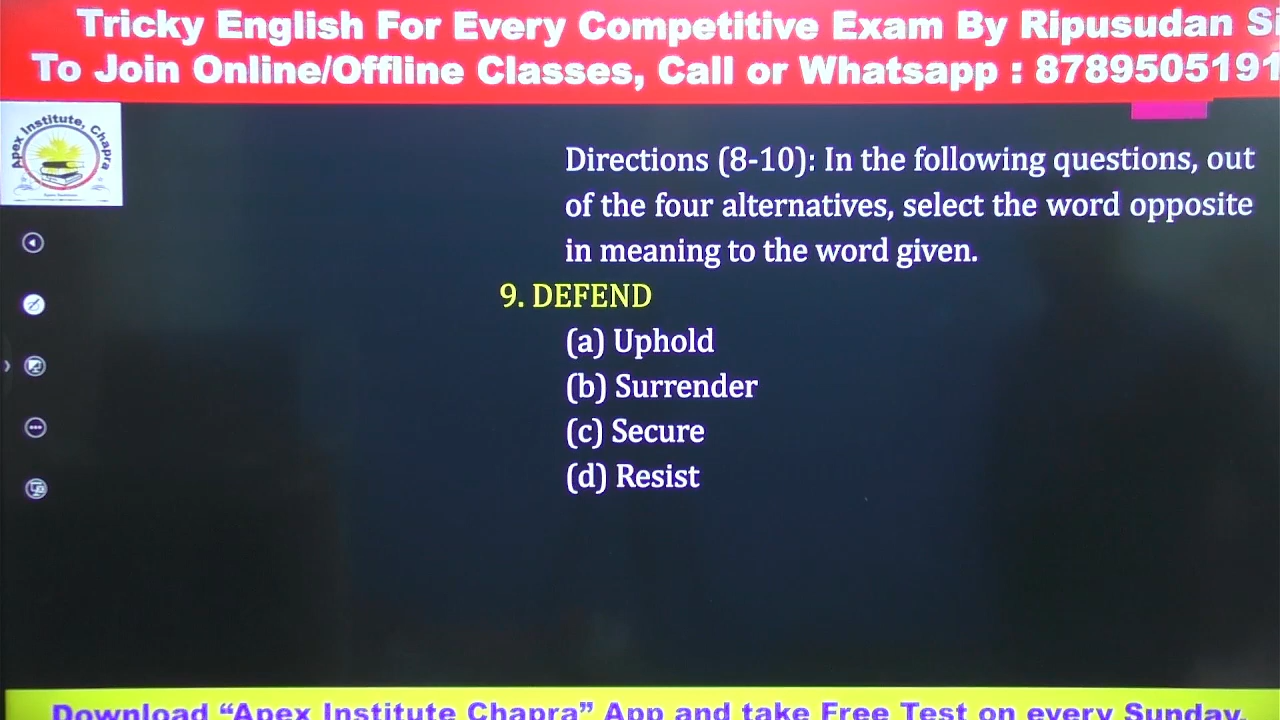 Tricky English For Every Competitive Exam By Ripusudan
To Join Online/Offline Classes, Call or Whatsapp : 8789505191
Apex Institute, Chapra
Directions (8-10): In the following questions, out
of the four alternatives, select the word opposite
in meaning to the word given.
9. DEFEND
(a) Uphold
(b) Surrender
(c) Secure
(d) Resist
Download “Apex Institute Chapra” App and take Free Test on every Sunday.